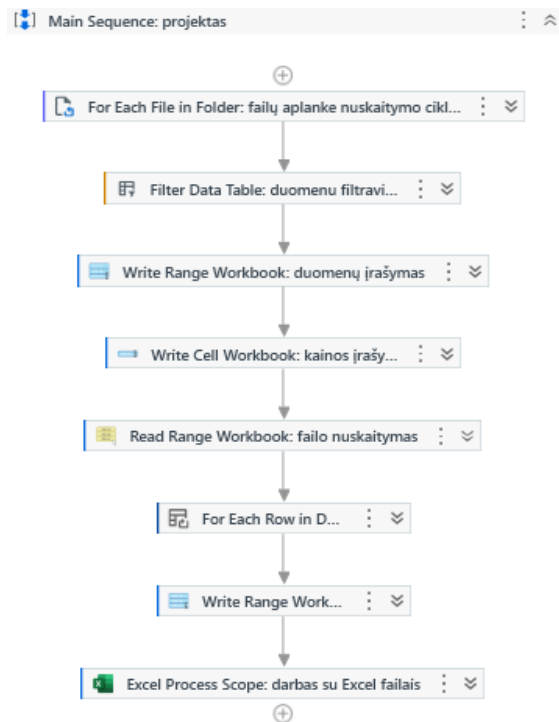 Main Sequence: projektas
For Each File in Folder: failų aplanke nuskaitymo cikl...
Filter Data Table: duomenu filtravi...
Write Range Workbook: duomenų įrašymas
Write Cell Workbook: kainos įrašy...
Read Range Workbook: failo nuskaitymas
For Each Row in D...
Write Range Work...
Excel Process Scope: darbas su Excel failais